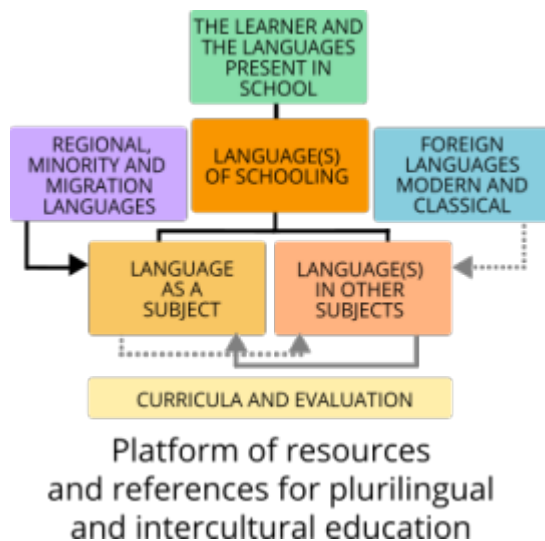 THE LEARNER AND
THE LANGUAGES
PRESENT IN
SCHOOL
REGIONAL,
MINORITY AND
MIGRATION
LANGUAGES
LANGUAGE(S)
OF SCHOOLING
FOREIGN
LANGUAGES
MODERN AND
CLASSICAL
LANGUAGE
AS A
SUBJECT
LANGUAGE(S)
IN OTHER
SUBJECTS
CURRICULA AND EVALUATION
Platform of resources
and references for plurilingual
and intercultural education